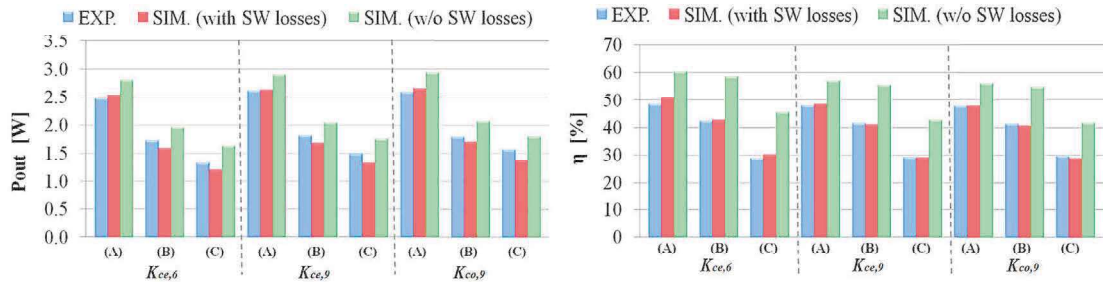 EXP. SIM. (with SW losses) SIM. (w/o SW losses)
3.5
3.0
2.5
2.0
1.5
1.0
0.5
0.0
Pout [W]
(A) (B) (C) (A) (B) (C) (A) (B) (C)
Kce,6 Kce,9 Kco,9
EXP. SIM. (with SW losses) SIM. (w/o SW losses)
70
60
50
40
30
20
10
0
η [%]
(A) (B) (C) (A) (B) (C) (A) (B) (C)
Kce,6 Kce,9 Kco,9